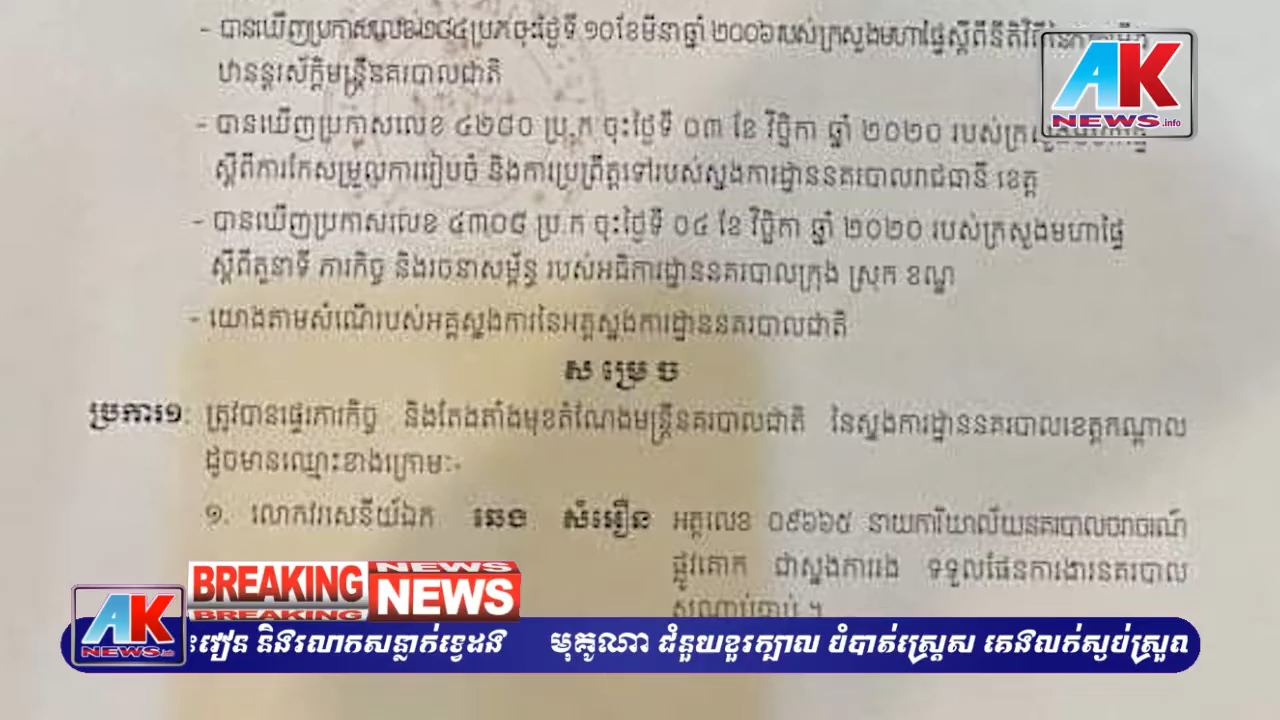 - បានឃើញប្រកាសលេខ២៨៤ប្រភ.ចុះថ្ងៃទី ១០ខែមីនាឆ្នាំ ២០០៦របស់ក្រសួងមហាផ្ទៃស្តីពីនីតិវិធី
ឋានន្តរស័ក្តិមន្ត្រីនគរបាលជាតិ
AK
NEWS.info
- បានឃើញប្រកាសលេខ ៤២៨០ ប្រ.ក ចុះថ្ងៃទី ០៣ ខែ វិច្ឆិកា ឆ្នាំ ២០២០ របស់ក្រសួងមហាផ្ទៃ
ស្តីពីការកែសម្រួលការរៀបចំ និងការប្រព្រឹត្តទៅរបស់ស្នងការដ្ឋាននគរបាលរាជធានី ខេត្ត
- បានឃើញប្រកាសលេខ ៤៣០៨ ប្រ.ក ចុះថ្ងៃទី ០៤ ខែ វិច្ឆិកា ឆ្នាំ ២០២០ របស់ក្រសួងមហាផ្ទៃ
ស្តីពីតួនាទី ភារកិច្ច និងរចនាសម្ព័ន្ធ របស់អធិការដ្ឋាននគរបាលក្រុង ស្រុក ខណ្ឌ
- យោងតាមសំណើរបស់អគ្គស្នងការនៃអគ្គស្នងការដ្ឋាននគរបាលជាតិ
ស ម្រេ ច
ប្រការ១: ត្រូវបានផ្ទេរភារកិច្ច និងតែងតាំងមុខតំណែងមន្ត្រីនគរបាលជាតិ នៃស្នងការដ្ឋាននគរបាលខេត្តកណ្តាល
ដូចមានឈ្មោះខាងក្រោមៈ-
១. លោកវរសេនីយ៍ឯក ឆេង សំអឿន អត្តលេខ ០៩៦៦៥ នាយការិយាល័យនគរបាលចរាចរណ៍
ផ្លូវគោក ជាស្នងការរង ទទួលផែនការងារនគរបាល
សណ្តាប់ធ្នាប់ ។
BREAKING NEWS
AK
NEWS
វៀន និងរលាកសន្លាក់ទ្វេដង មុគូណា ជំនួយខួរក្បាល បំបាត់ស្ត្រេស គេងលក់ស្ងប់ស្រួល